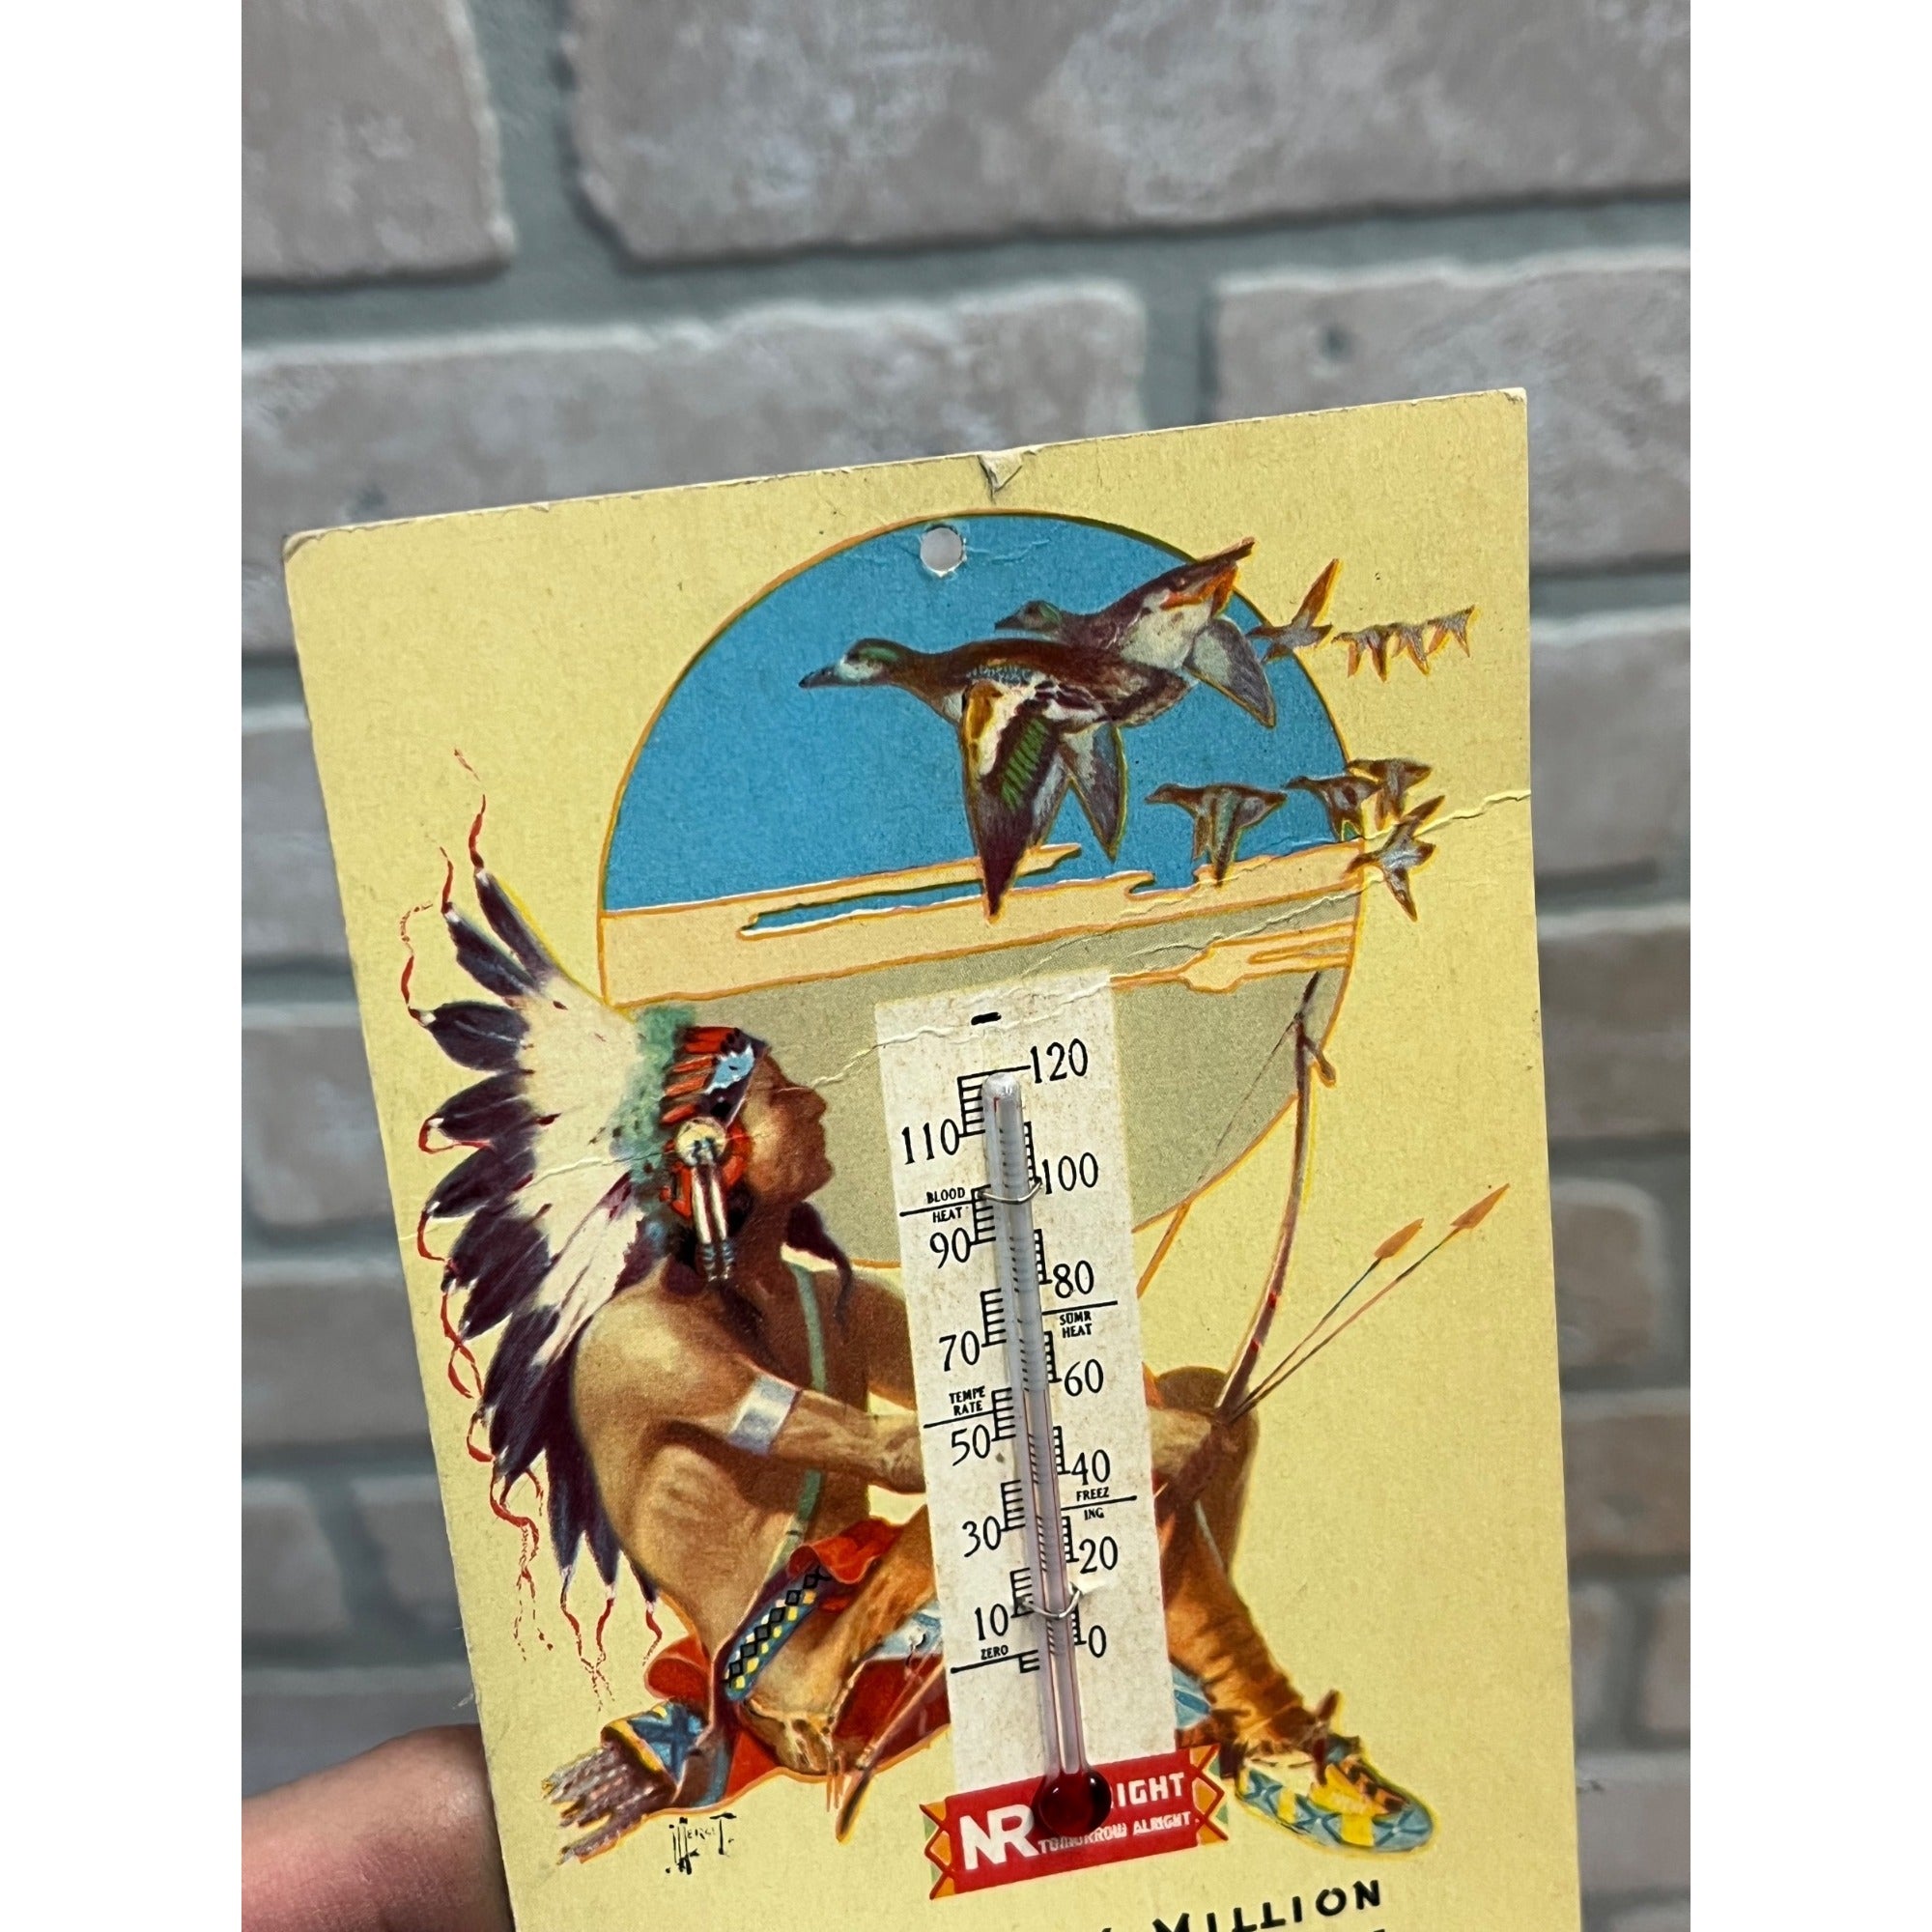 120
110
100
BLOOD
HEAT
90
80
SUMR
HEAT
70
60
TEMPE
RATE
50
40
FREEZ
ING
30
20
10
0
ZERO
NR IGHT
TOMORROW ALRIGHT
MILLION